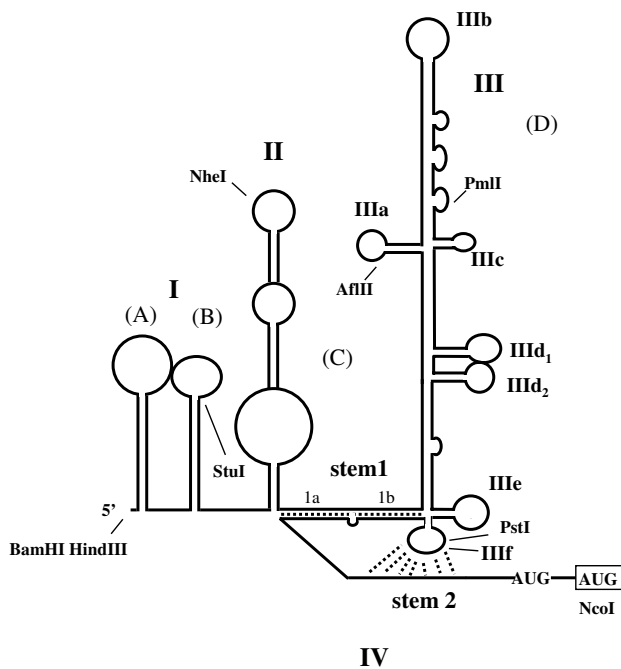 IIIb
III
(D)
II
NheI
PmlI
IIIa
IIIc
AflII
I
(A)
(B)
(C)
IIId1
IIId2
StuI
stem1
1a
1b
IIIe
5’
PstI
BamHI HindIII
IIIf
AUG
AUG
stem 2
NcoI
IV